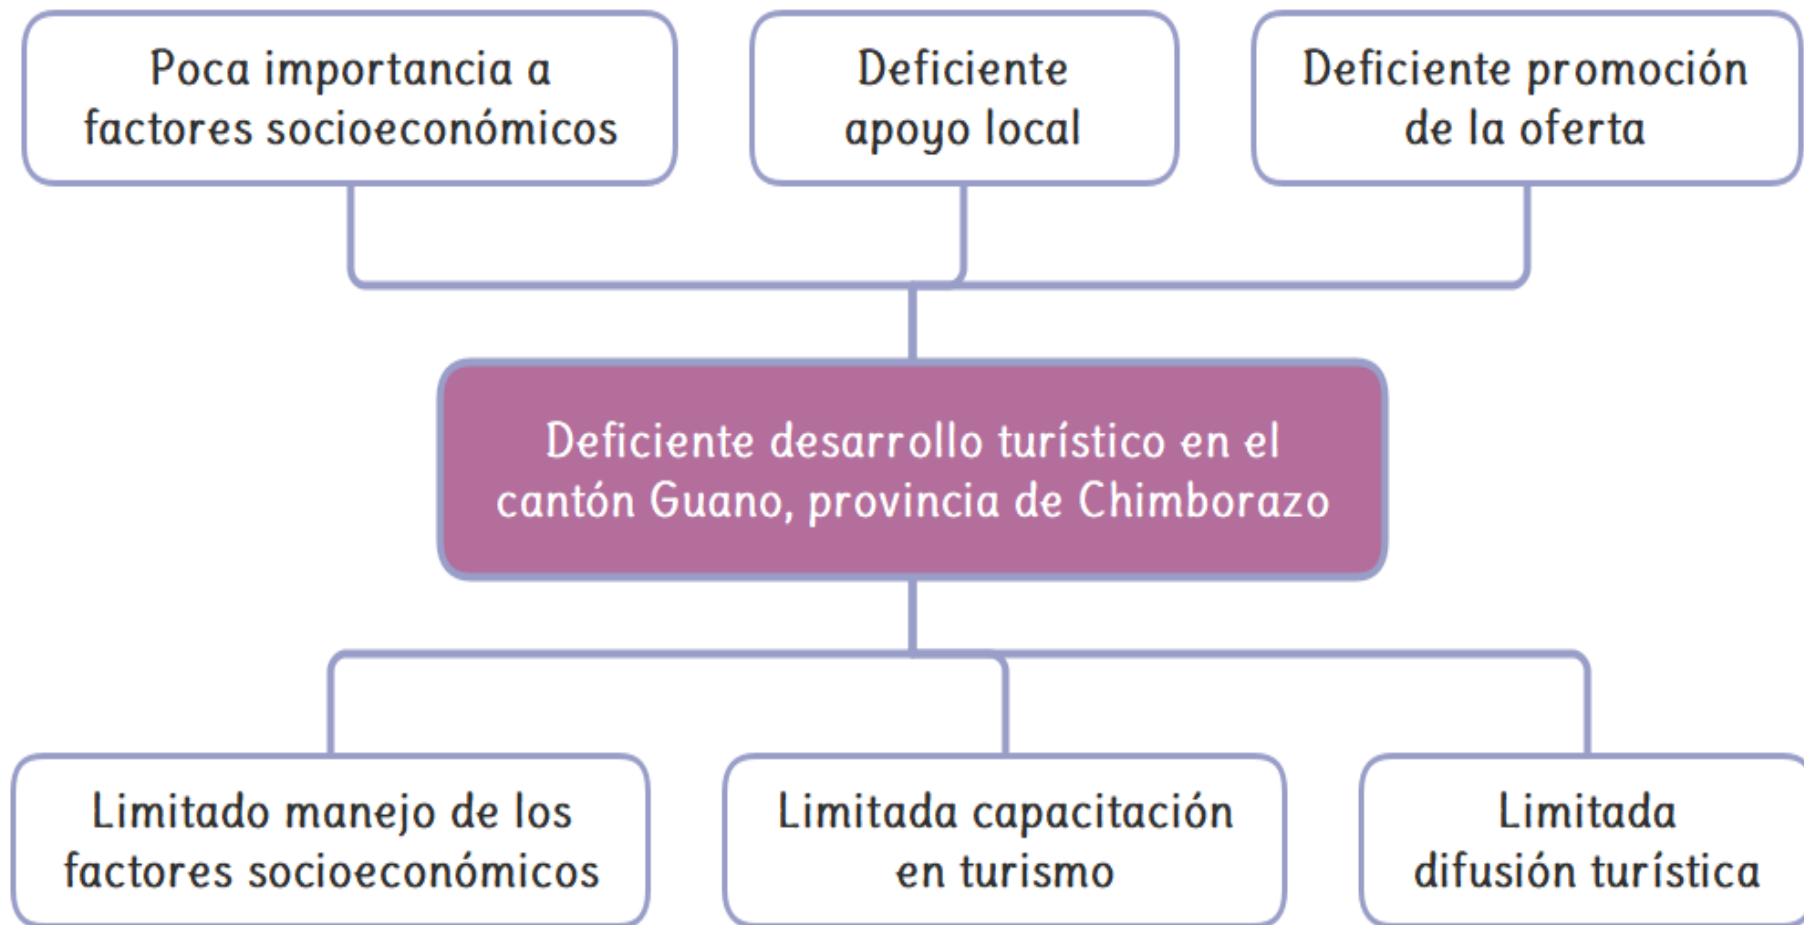 Poca importancia a
factores socioeconómicos
Deficiente
apoyo local
Deficiente promoción
de la oferta
Deficiente desarrollo turístico en el
cantón Guano, provincia de Chimborazo
Limitado manejo de los
factores socioeconómicos
Limitada capacitación
en turismo
Limitada
difusión turística